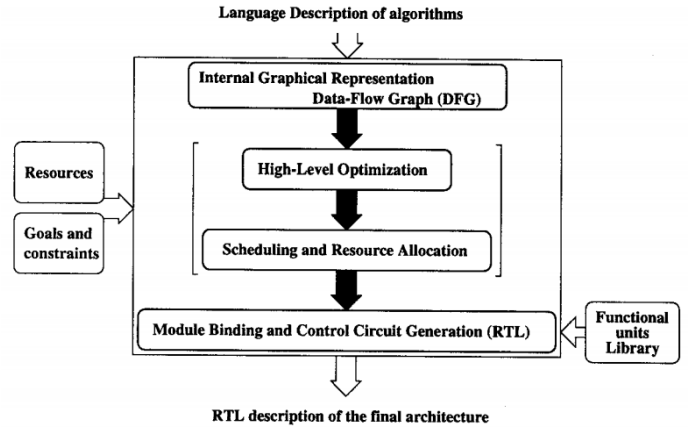 Language Description of algorithms
Internal Graphical Representation
Data-Flow Graph (DFG)
High-Level Optimization
Resources
Goals and
constraints
Scheduling and Resource Allocation
Module Binding and Control Circuit Generation (RTL)
Functional
units
Library
RTL description of the final architecture